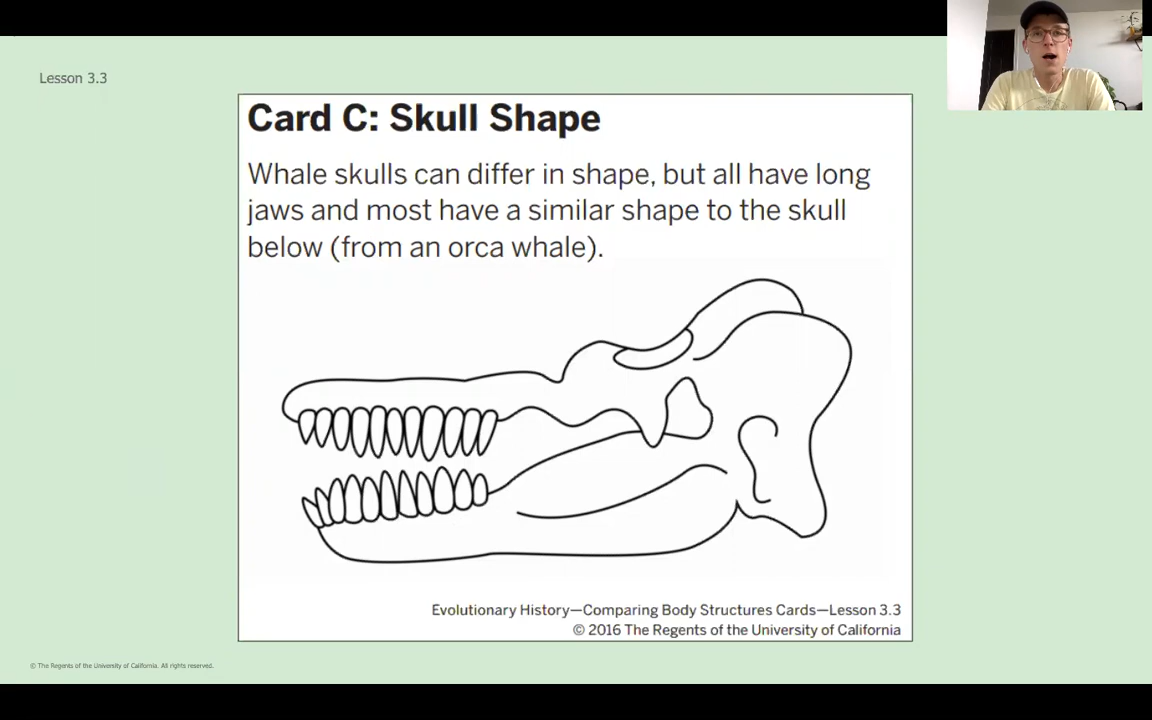 Lesson 3.3
Card C: Skull Shape
Whale skulls can differ in shape, but all have long
jaws and most have a similar shape to the skull
below (from an orca whale).
Evolutionary History—Comparing Body Structures Cards—Lesson 3.3
© 2016 The Regents of the University of California
© The Regents of the University of California. All rights reserved.